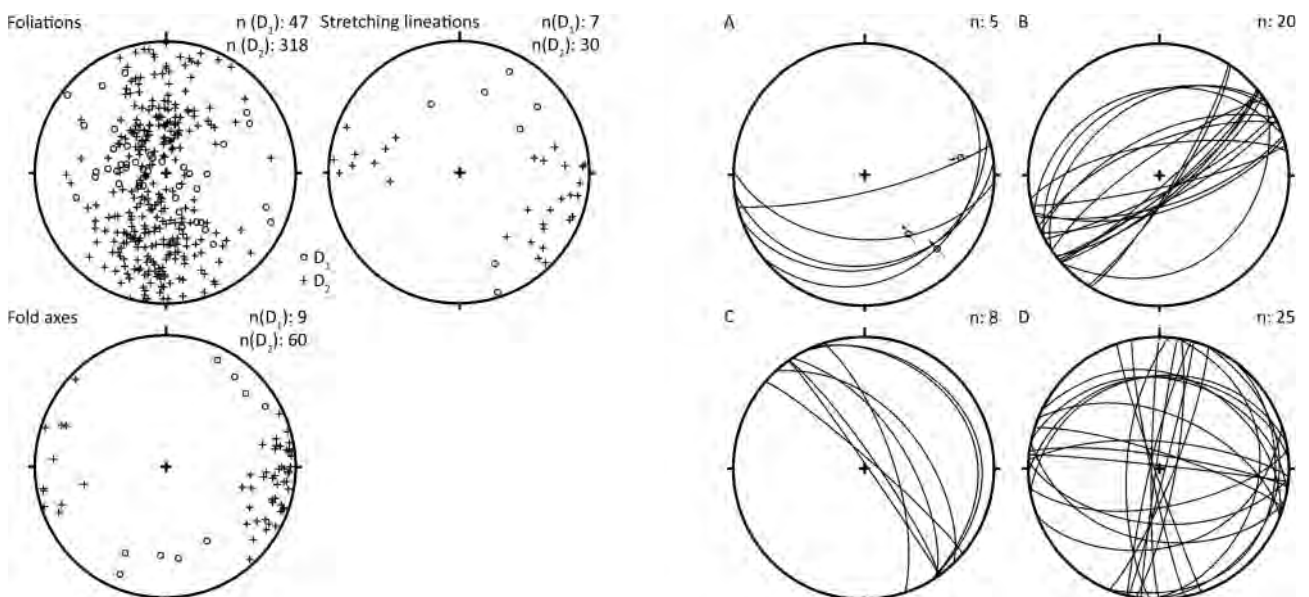 Foliations
n (D₁): 47
n (D₂): 318
Stretching lineations
n(D₁): 7
n(D₂): 30
D₁
D₂
Fold axes
n(D₁): 9
n(D₂): 60
A
n: 5
B
n: 20
C
n: 8
D
n: 25